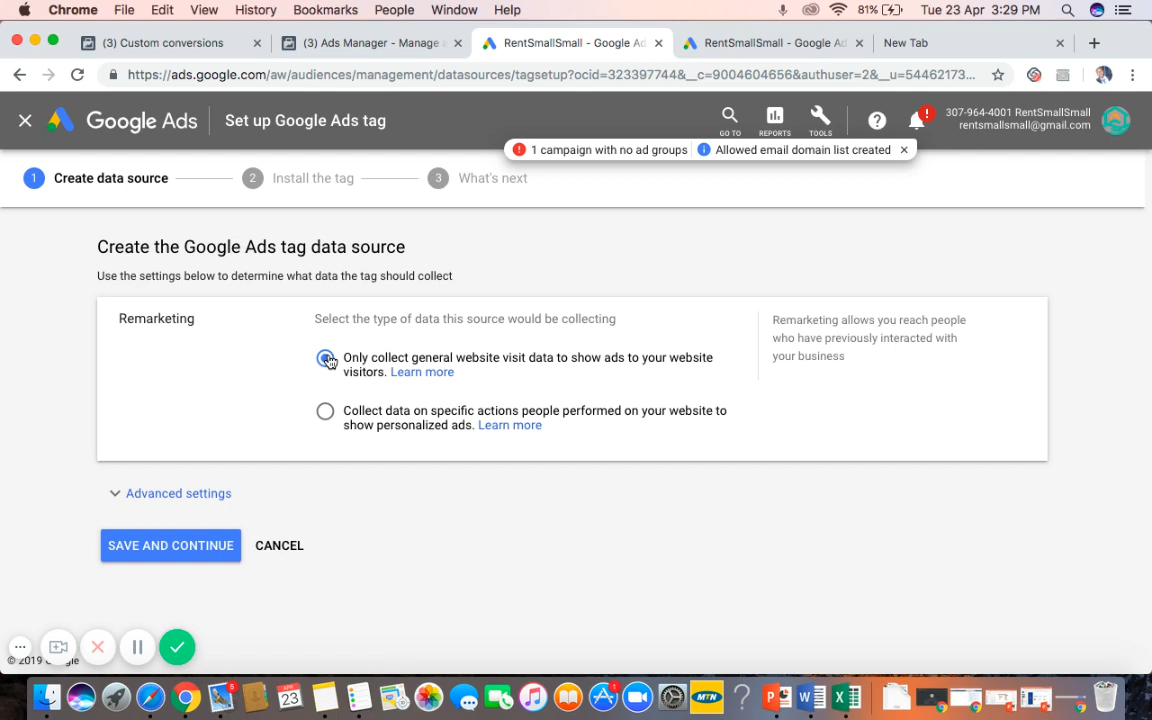 Chrome File Edit View History Bookmarks People Window Help 81% Tue 23 Apr 3:29 PM
(3) Custom conversions (3) Ads Manager - Manage a RentSmallSmall - Google Ad RentSmallSmall - Google Ad New Tab
https://ads.google.com/aw/audiences/management/datasources/tagsetup?ocid=323397744&__c=9004604656&authuser=2&__u=54462173...
Google Ads Set up Google Ads tag GO TO REPORTS TOOLS ! 307-964-4001 RentSmallSmall
rentsmallsmall@gmail.com
1 campaign with no ad groups Allowed email domain list created
1 Create data source 2 Install the tag 3 What's next
Create the Google Ads tag data source
Use the settings below to determine what data the tag should collect
Remarketing
Select the type of data this source would be collecting
Only collect general website visit data to show ads to your website
visitors. Learn more
Collect data on specific actions people performed on your website to
show personalized ads. Learn more
Remarketing allows you reach people
who have previously interacted with
your business
Advanced settings
SAVE AND CONTINUE CANCEL
© 2019 Google
APR
23
5
1
MTN